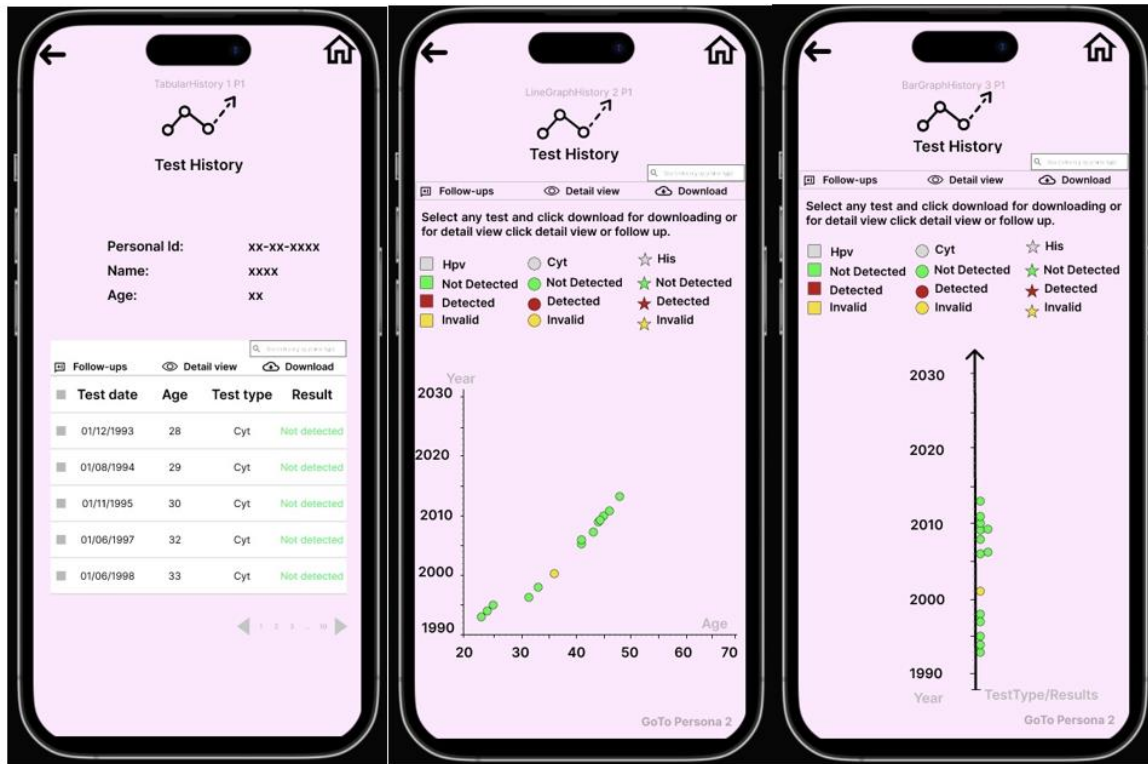 TabularHistory 1 P1
Test History
Personal Id: xx-xx-xxxx
Name: xxxx
Age: xx
Follow-ups Detail view Download
Test date Age Test type Result
01/12/1993 28 Cyt Not detected
01/08/1994 29 Cyt Not detected
01/11/1995 30 Cyt Not detected
01/06/1997 32 Cyt Not detected
01/06/1998 33 Cyt Not detected
1 2 3 ... 10
LineGraphHistory 2 P1
Test History
Follow-ups Detail view Download
Select any test and click download for downloading or
for detail view click detail view or follow up.
Hpv Cyt His
Not Detected Not Detected Not Detected
Detected Detected Detected
Invalid Invalid Invalid
Year
2030
2020
2010
2000
1990
Age
20 30 40 50 60 70
GoTo Persona 2
BarGraphHistory 3 P1
Test History
Follow-ups Detail view Download
Select any test and click download for downloading or
for detail view click detail view or follow up.
Hpv Cyt His
Not Detected Not Detected Not Detected
Detected Detected Detected
Invalid Invalid Invalid
2030
2020
2010
2000
1990
Year TestType/Results
GoTo Persona 2